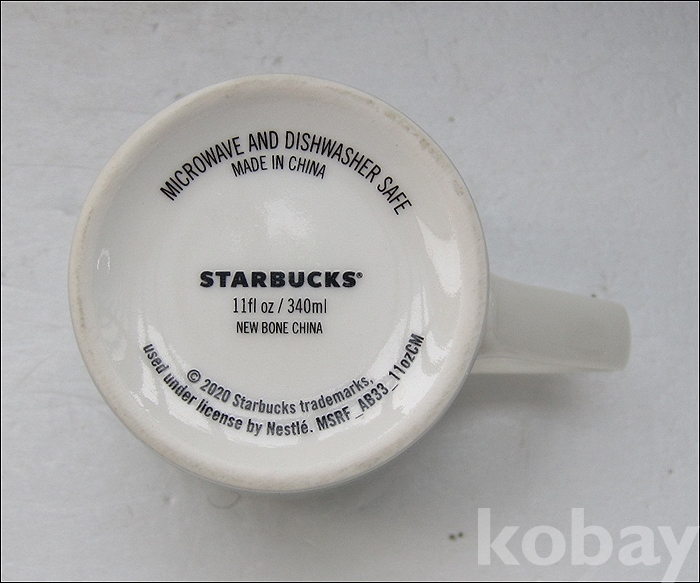 MICROWAVE AND DISHWASHER SAFE
MADE IN CHINA
STARBUCKS®
11fl oz / 340ml
NEW BONE CHINA
© 2020 Starbucks trademarks,
used under license by Nestlé. MSRF_AB33_11ozCM
kobay